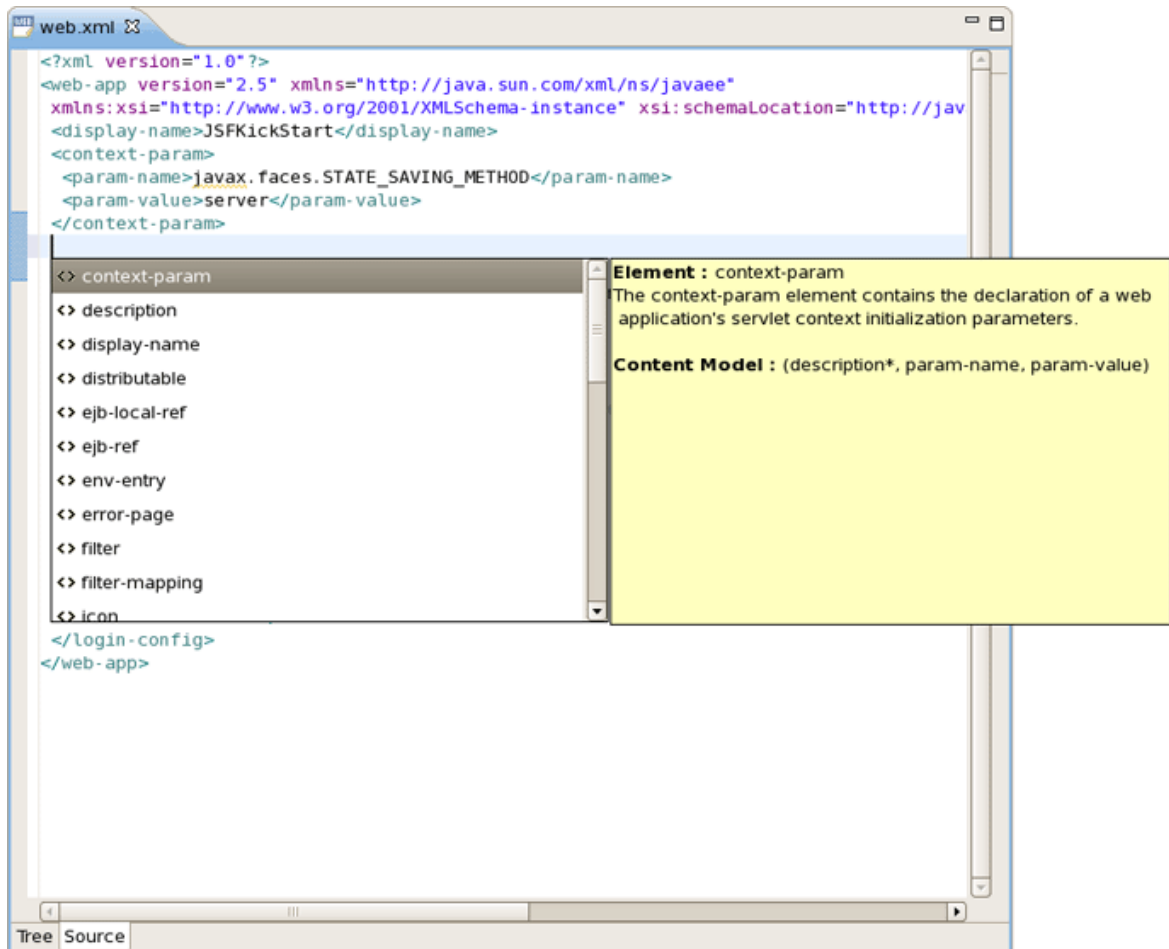 web.xml
<?xml version="1.0"?>
<web-app version="2.5" xmlns="http://java.sun.com/xml/ns/javaee"
xmlns:xsi="http://www.w3.org/2001/XMLSchema-instance" xsi:schemaLocation="http://jav
<display-name>JSFKickStart</display-name>
<context-param>
<param-name>javax.faces.STATE_SAVING_METHOD</param-name>
<param-value>server</param-value>
</context-param>
<> context-param
<> description
<> display-name
<> distributable
<> ejb-local-ref
<> ejb-ref
<> env-entry
<> error-page
<> filter
<> filter-mapping
<> icon
Element : context-param
The context-param element contains the declaration of a web
application's servlet context initialization parameters.
Content Model : (description*, param-name, param-value)
</login-config>
</web-app>
Tree Source